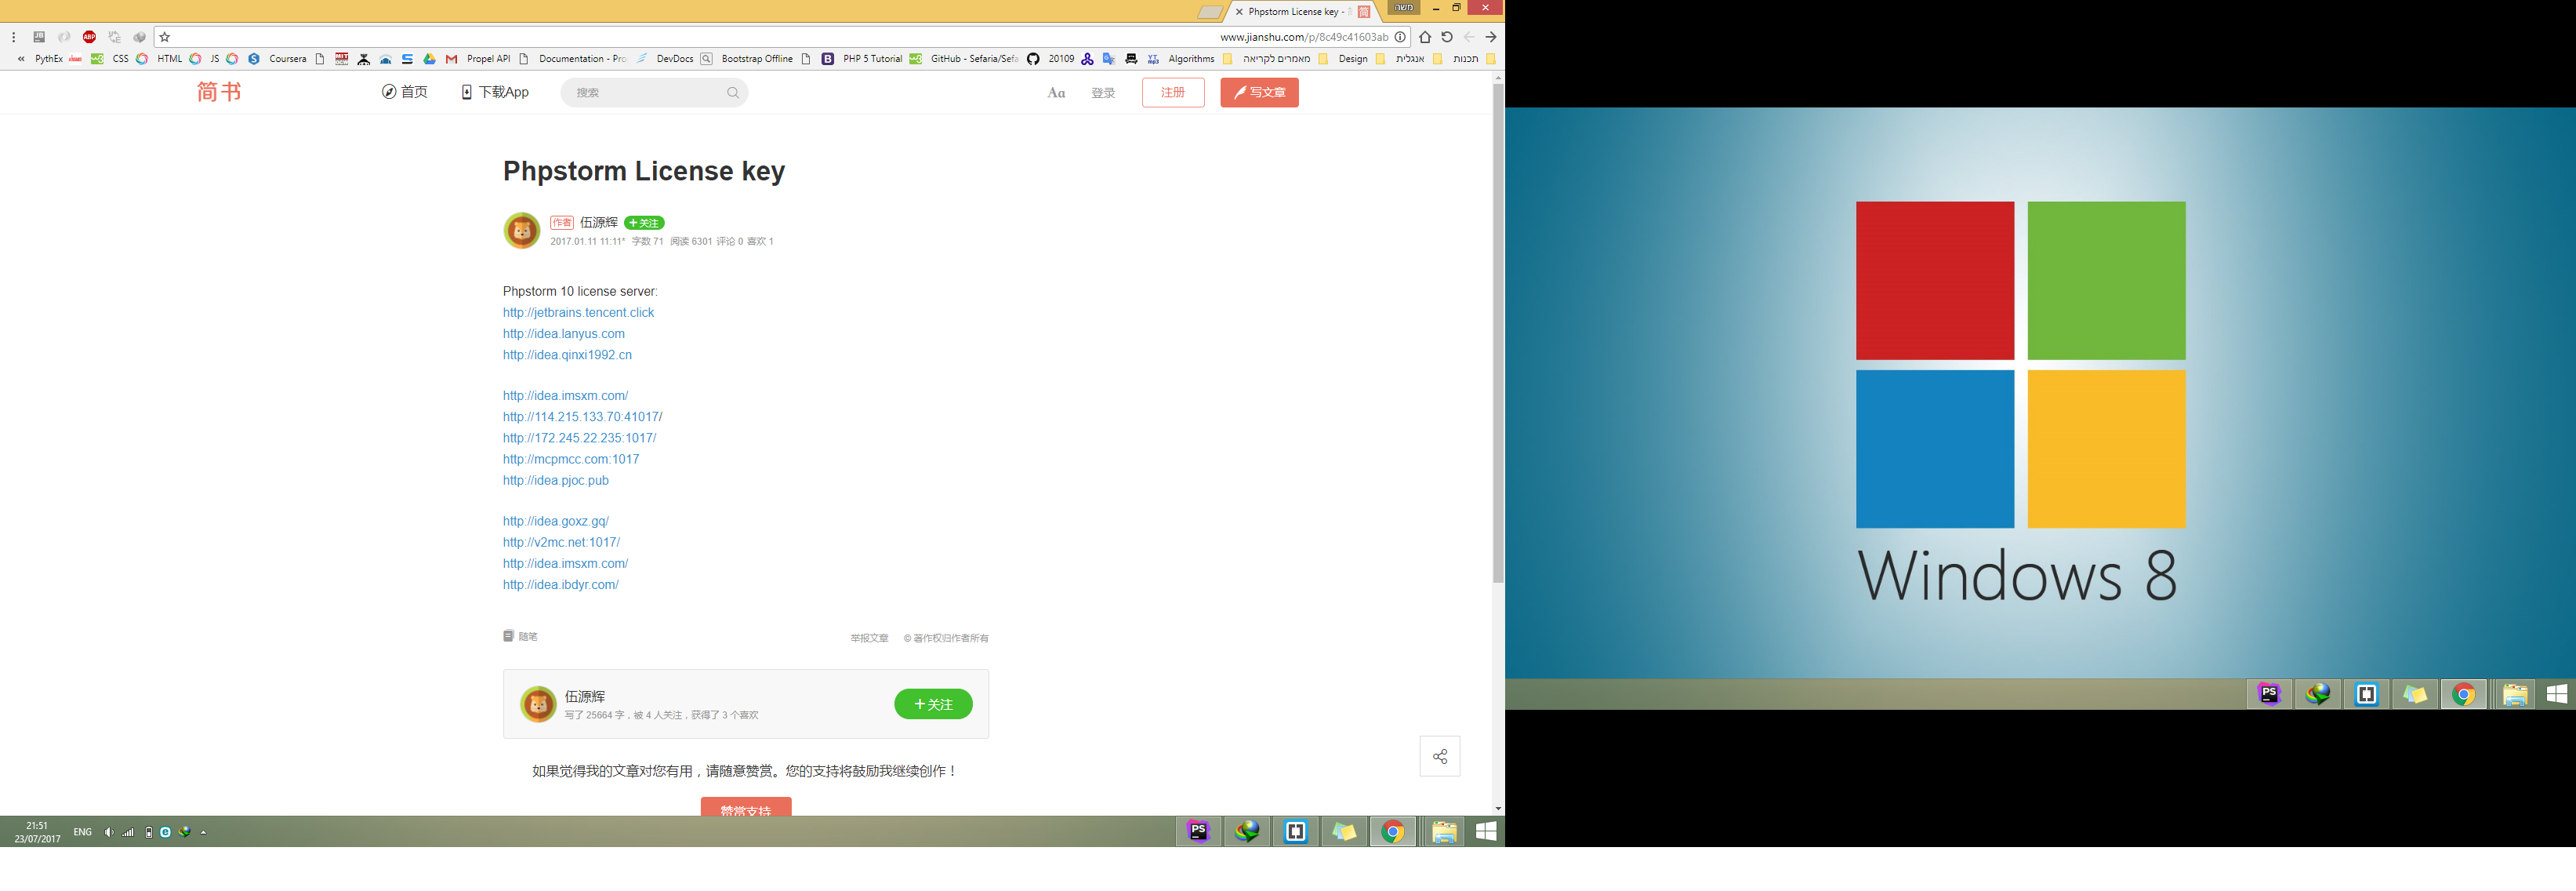 Phpstorm License key -
משה
www.jianshu.com/p/8c49c41603ab
PythEx
CSS
HTML
JS
Coursera
Propel API
Documentation - Pro
DevDocs
Bootstrap Offline
PHP 5 Tutorial
GitHub - Sefaria/Sefa
20109
Algorithms
מאמרים לקריאה
Design
אנגלית
תכנות
简书
首页
下载App
搜索
Aa
登录
注册
写文章
Phpstorm License key
作者 伍源辉 +关注
2017.01.11 11:11* 字数 71 阅读 6301 评论 0 喜欢 1
Phpstorm 10 license server:
http://jetbrains.tencent.click
http://idea.lanyus.com
http://idea.qinxi1992.cn
http://idea.imsxm.com/
http://114.215.133.70:41017/
http://172.245.22.235:1017/
http://mcpmcc.com:1017
http://idea.pjoc.pub
http://idea.goxz.gq/
http://v2mc.net:1017/
http://idea.imsxm.com/
http://idea.ibdyr.com/
随笔
举报文章 © 著作权归作者所有
伍源辉
写了 25664 字，被 4 人关注，获得了 3 个喜欢
+关注
如果觉得我的文章对您有用，请随意赞赏。您的支持将鼓励我继续创作！
赞赏支持
21:51
23/07/2017
ENG
PS
Windows 8
PS